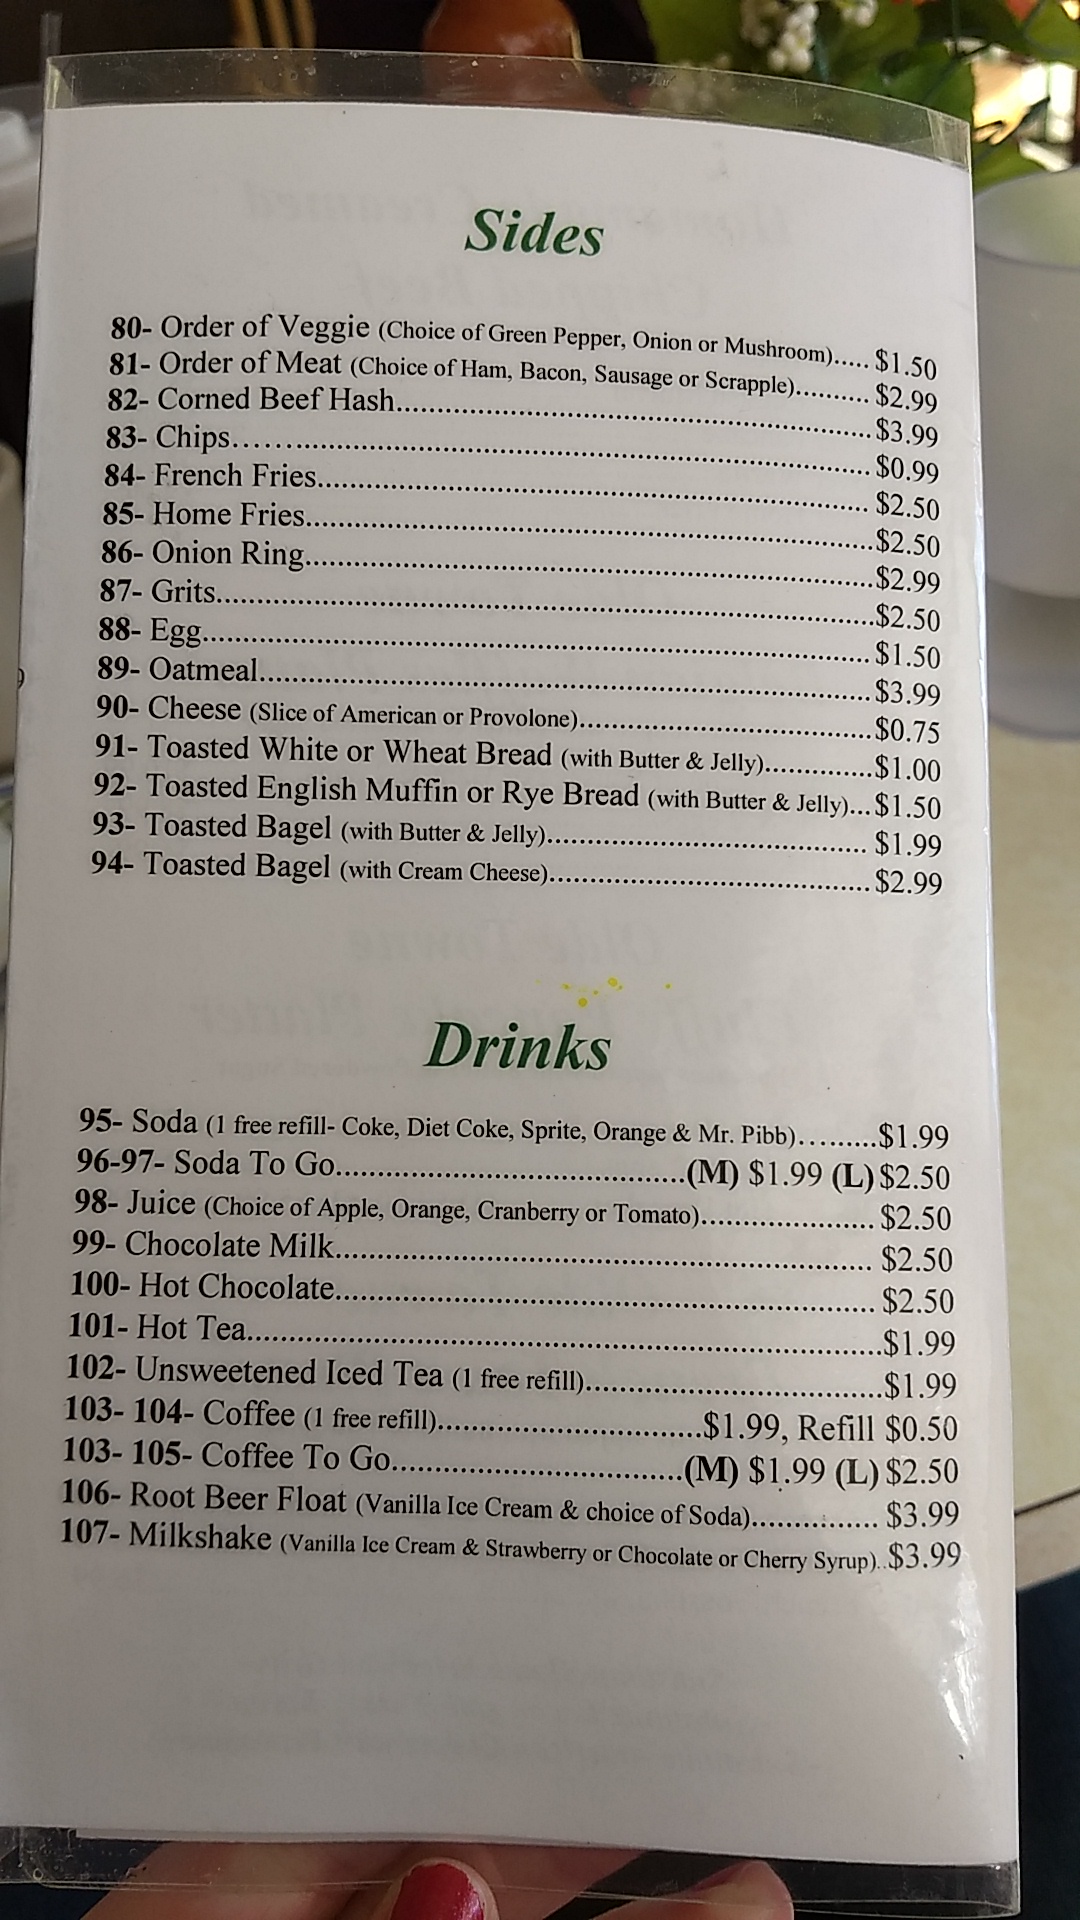 Sides
80- Order of Veggie (Choice of Green Pepper, Onion or Mushroom)..... $1.50
81- Order of Meat (Choice of Ham, Bacon, Sausage or Scrapple)......... $2.99
82- Corned Beef Hash.......................................................... $3.99
83- Chips.............................................................................. $0.99
84- French Fries.................................................................... $2.50
85- Home Fries......................................................................$2.50
86- Onion Ring......................................................................$2.99
87- Grits.................................................................................$2.50
88- Egg.................................................................................. $1.50
89- Oatmeal...........................................................................$3.99
90- Cheese (Slice of American or Provolone)....................................$0.75
91- Toasted White or Wheat Bread (with Butter & Jelly).............$1.00
92- Toasted English Muffin or Rye Bread (with Butter & Jelly)...$1.50
93- Toasted Bagel (with Butter & Jelly)....................................... $1.99
94- Toasted Bagel (with Cream Cheese).......................................$2.99
Drinks
95- Soda (1 free refill- Coke, Diet Coke, Sprite, Orange & Mr. Pibb).........$1.99
96-97- Soda To Go...........................................(M) $1.99 (L) $2.50
98- Juice (Choice of Apple, Orange, Cranberry or Tomato)..................... $2.50
99- Chocolate Milk.................................................................. $2.50
100- Hot Chocolate.................................................................. $2.50
101- Hot Tea.............................................................................$1.99
102- Unsweetened Iced Tea (1 free refill).....................................$1.99
103- 104- Coffee (1 free refill)................................$1.99, Refill $0.50
103- 105- Coffee To Go....................................(M) $1.99 (L) $2.50
106- Root Beer Float (Vanilla Ice Cream & choice of Soda)................ $3.99
107- Milkshake (Vanilla Ice Cream & Strawberry or Chocolate or Cherry Syrup)..$3.99